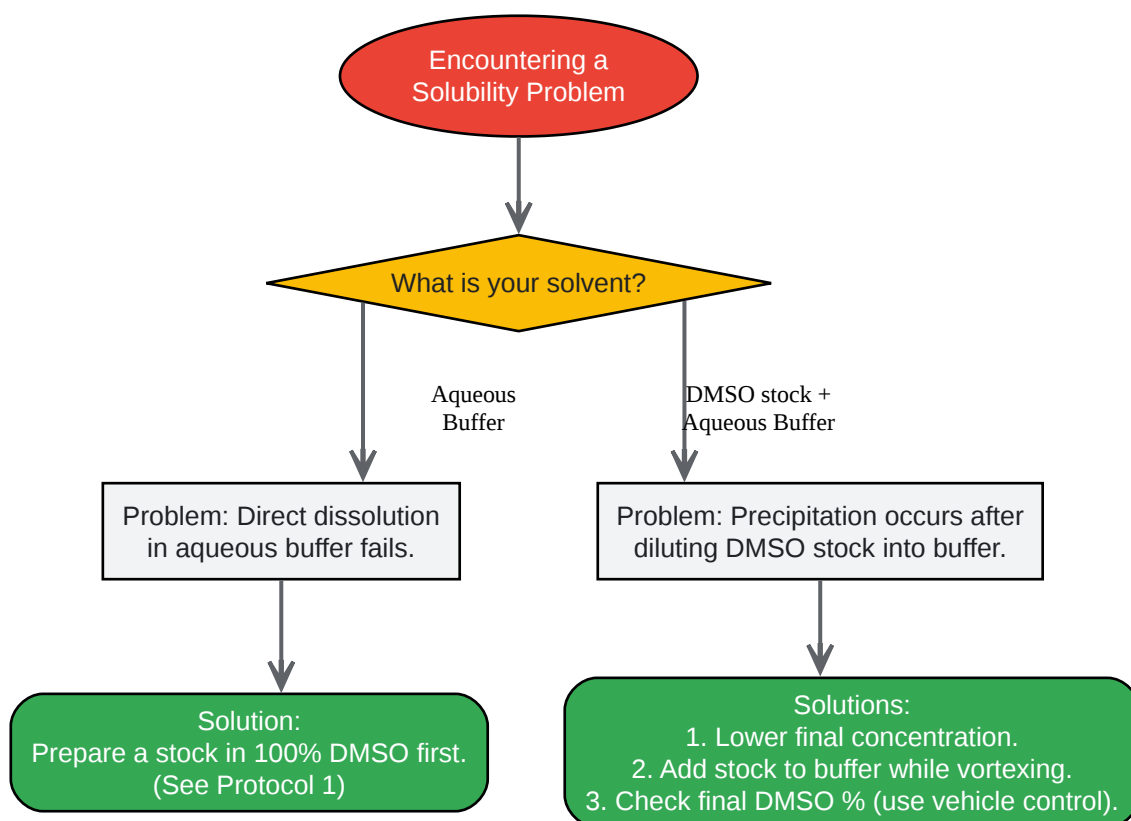 Encountering a
Solubility Problem
What is your solvent?
Aqueous
Buffer
DMSO stock +
Aqueous Buffer
Problem: Direct dissolution
in aqueous buffer fails.
Problem: Precipitation occurs after
diluting DMSO stock into buffer.
Solution:
Prepare a stock in 100% DMSO first.
(See Protocol 1)
Solutions:
1. Lower final concentration.
2. Add stock to buffer while vortexing.
3. Check final DMSO % (use vehicle control).